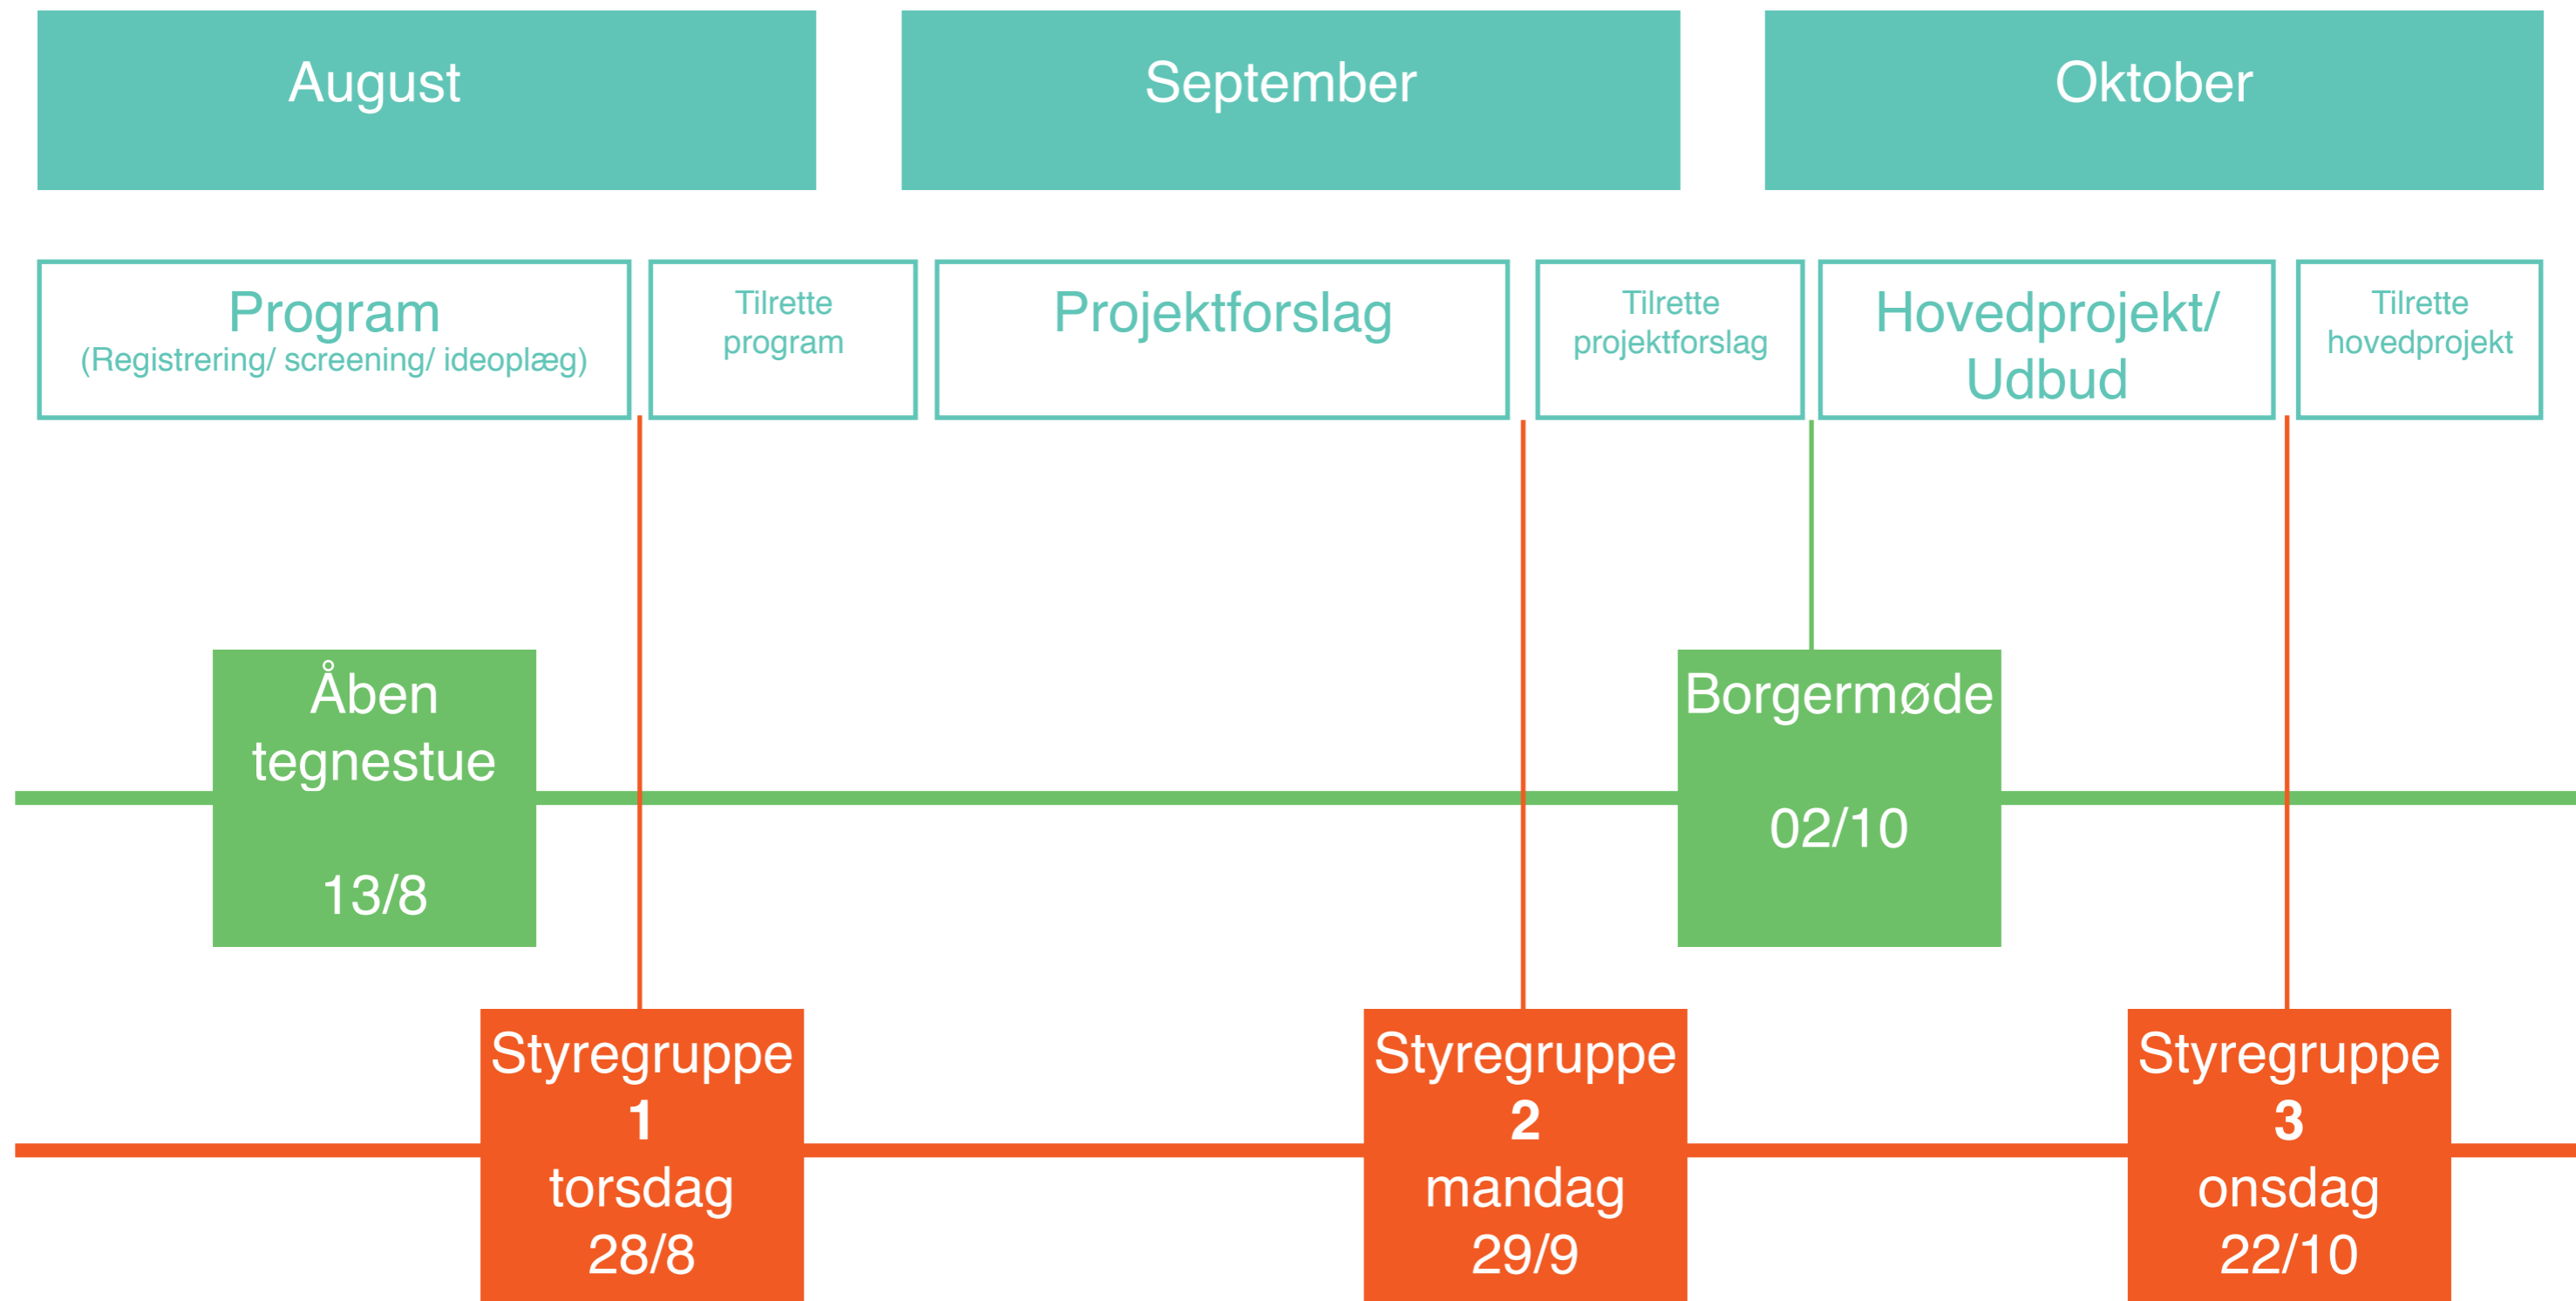 August
September
Oktober
Program
(Registrering/ screening/ ideoplæg)
Tilrette
program
Projektforslag
Tilrette
projektforslag
Hovedprojekt/
Udbud
Tilrette
hovedprojekt
Åben
tegnestue
13/8
Borgermøde
02/10
Styregruppe
1
torsdag
28/8
Styregruppe
2
mandag
29/9
Styregruppe
3
onsdag
22/10